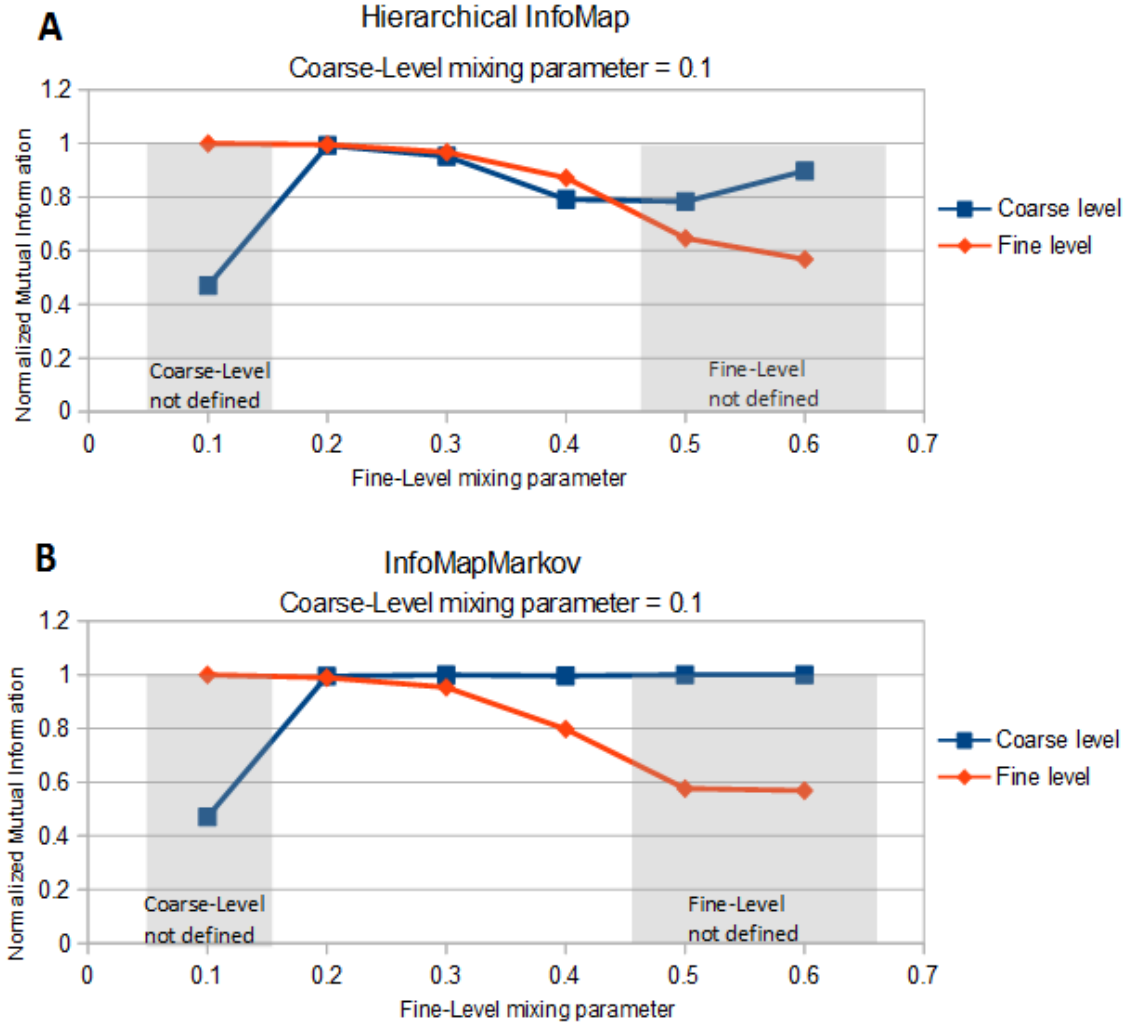 A
Hierarchical InfoMap
Coarse-Level mixing parameter = 0.1
Normalized Mutual Information
1.2
1
0.8
0.6
0.4
0.2
0
Coarse-Level
not defined
Fine-Level
not defined
0 0.1 0.2 0.3 0.4 0.5 0.6 0.7
Fine-Level mixing parameter
Coarse level
Fine level
B
InfoMapMarkov
Coarse-Level mixing parameter = 0.1
Normalized Mutual Information
1.2
1
0.8
0.6
0.4
0.2
0
Coarse-Level
not defined
Fine-Level
not defined
0 0.1 0.2 0.3 0.4 0.5 0.6 0.7
Fine-Level mixing parameter
Coarse level
Fine level